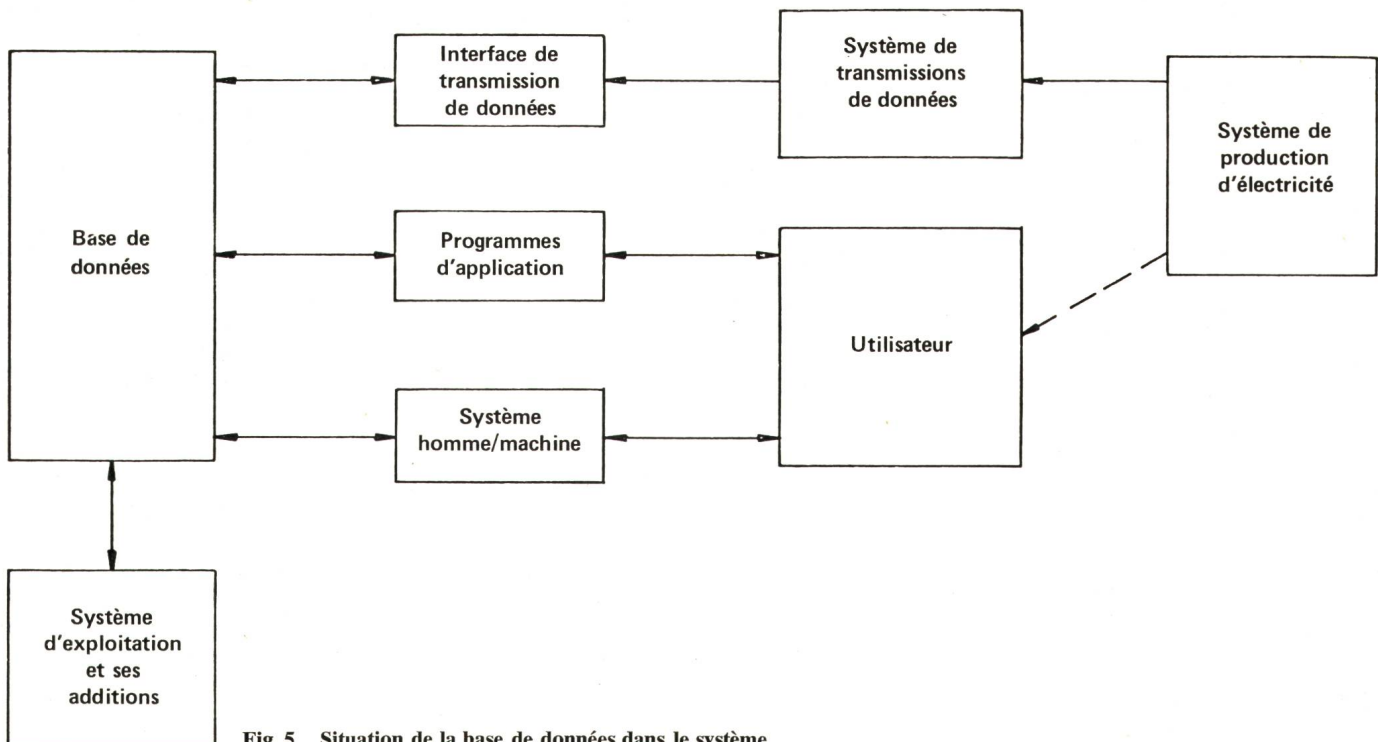 Interface de
transmission
de données
Système de
transmissions
de données
Système de
production
d'électricité
Base de
données
Programmes
d'application
Utilisateur
Système
homme/machine
Système
d'exploitation
et ses
additions
Fig. 5 Situation de la base de données dans le système